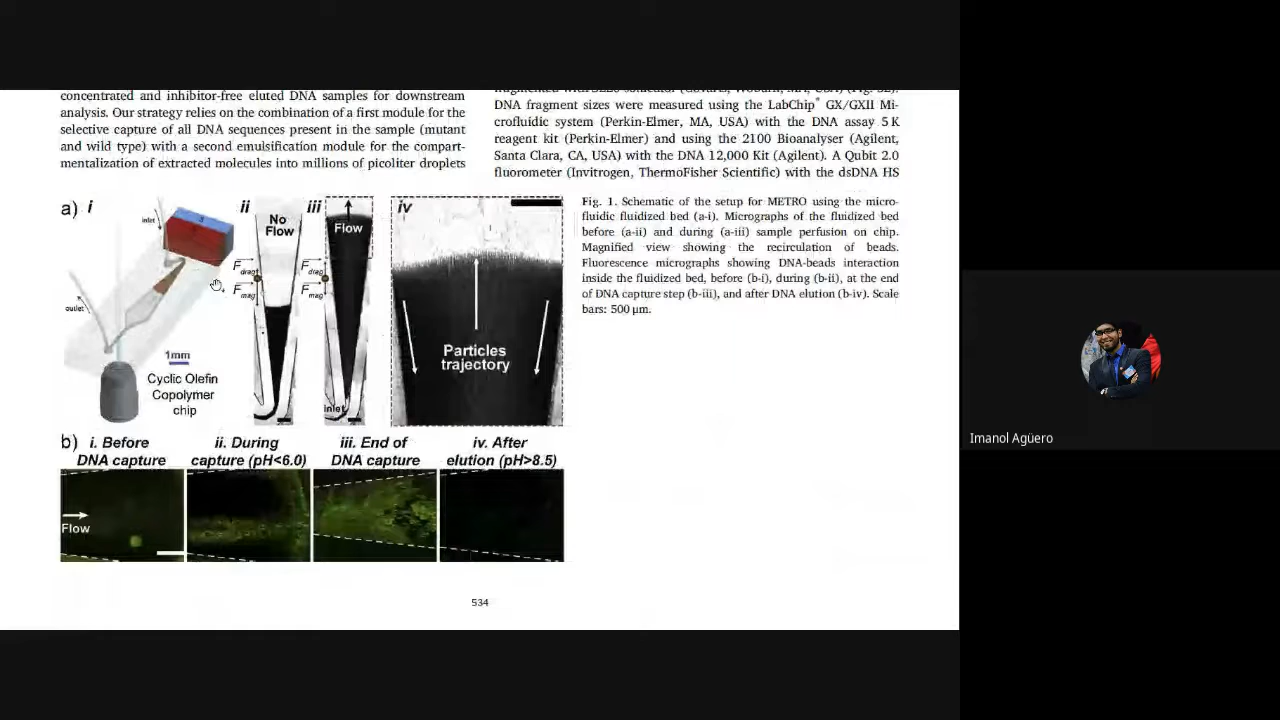 concentrated and inhibitor-free eluted DNA samples for downstream
analysis. Our strategy relies on the combination of a first module for the
selective capture of all DNA sequences present in the sample (mutant
and wild type) with a second emulsification module for the compart-
mentalization of extracted molecules into millions of picoliter droplets
DNA fragment sizes were measured using the LabChip® GX/GXII Mi-
crofluidic system (Perkin-Elmer, MA, USA) with the DNA assay 5 K
reagent kit (Perkin-Elmer) and using the 2100 Bioanalyser (Agilent,
Santa Clara, CA, USA) with the DNA 12,000 Kit (Agilent). A Qubit 2.0
fluorometer (Invitrogen, ThermoFisher Scientific) with the dsDNA HS
a) i
inlet
outlet
1mm
Cyclic Olefin
Copolymer
chip
ii
No
Flow
Fdrag
Fmag
iii
Flow
Fdrag
Fmag
inlet
iv
Particles
trajectory
Fig. 1. Schematic of the setup for METRO using the micro-
fluidic fluidized bed (a-i). Micrographs of the fluidized bed
before (a-ii) and during (a-iii) sample perfusion on chip.
Magnified view showing the recirculation of beads.
Fluorescence micrographs showing DNA-beads interaction
inside the fluidized bed, before (b-i), during (b-ii), at the end
of DNA capture step (b-iii), and after DNA elution (b-iv). Scale
bars: 500 μm.
b) i. Before
DNA capture
ii. During
capture (pH<6.0)
iii. End of
DNA capture
iv. After
elution (pH>8.5)
Flow
534
Imanol Agüero